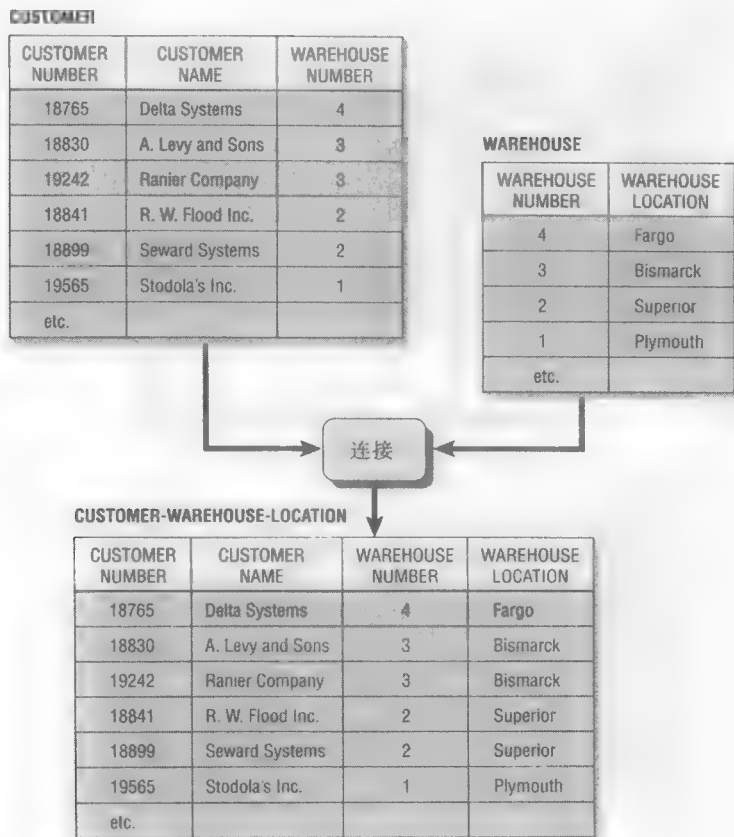 CUSTOMER
CUSTOMER NUMBER CUSTOMER NAME WAREHOUSE NUMBER
18765 Delta Systems 4
18830 A. Levy and Sons 3
19242 Ranier Company 3
18841 R. W. Flood Inc. 2
18899 Seward Systems 2
19565 Stodola's Inc. 1
etc.
WAREHOUSE
WAREHOUSE NUMBER WAREHOUSE LOCATION
4 Fargo
3 Bismarck
2 Superior
1 Plymouth
etc.
连接
CUSTOMER-WAREHOUSE-LOCATION
CUSTOMER NUMBER CUSTOMER NAME WAREHOUSE NUMBER WAREHOUSE LOCATION
18765 Delta Systems 4 Fargo
18830 A. Levy and Sons 3 Bismarck
19242 Ranier Company 3 Bismarck
18841 R. W. Flood Inc. 2 Superior
18899 Seward Systems 2 Superior
19565 Stodola's Inc. 1 Plymouth
etc.